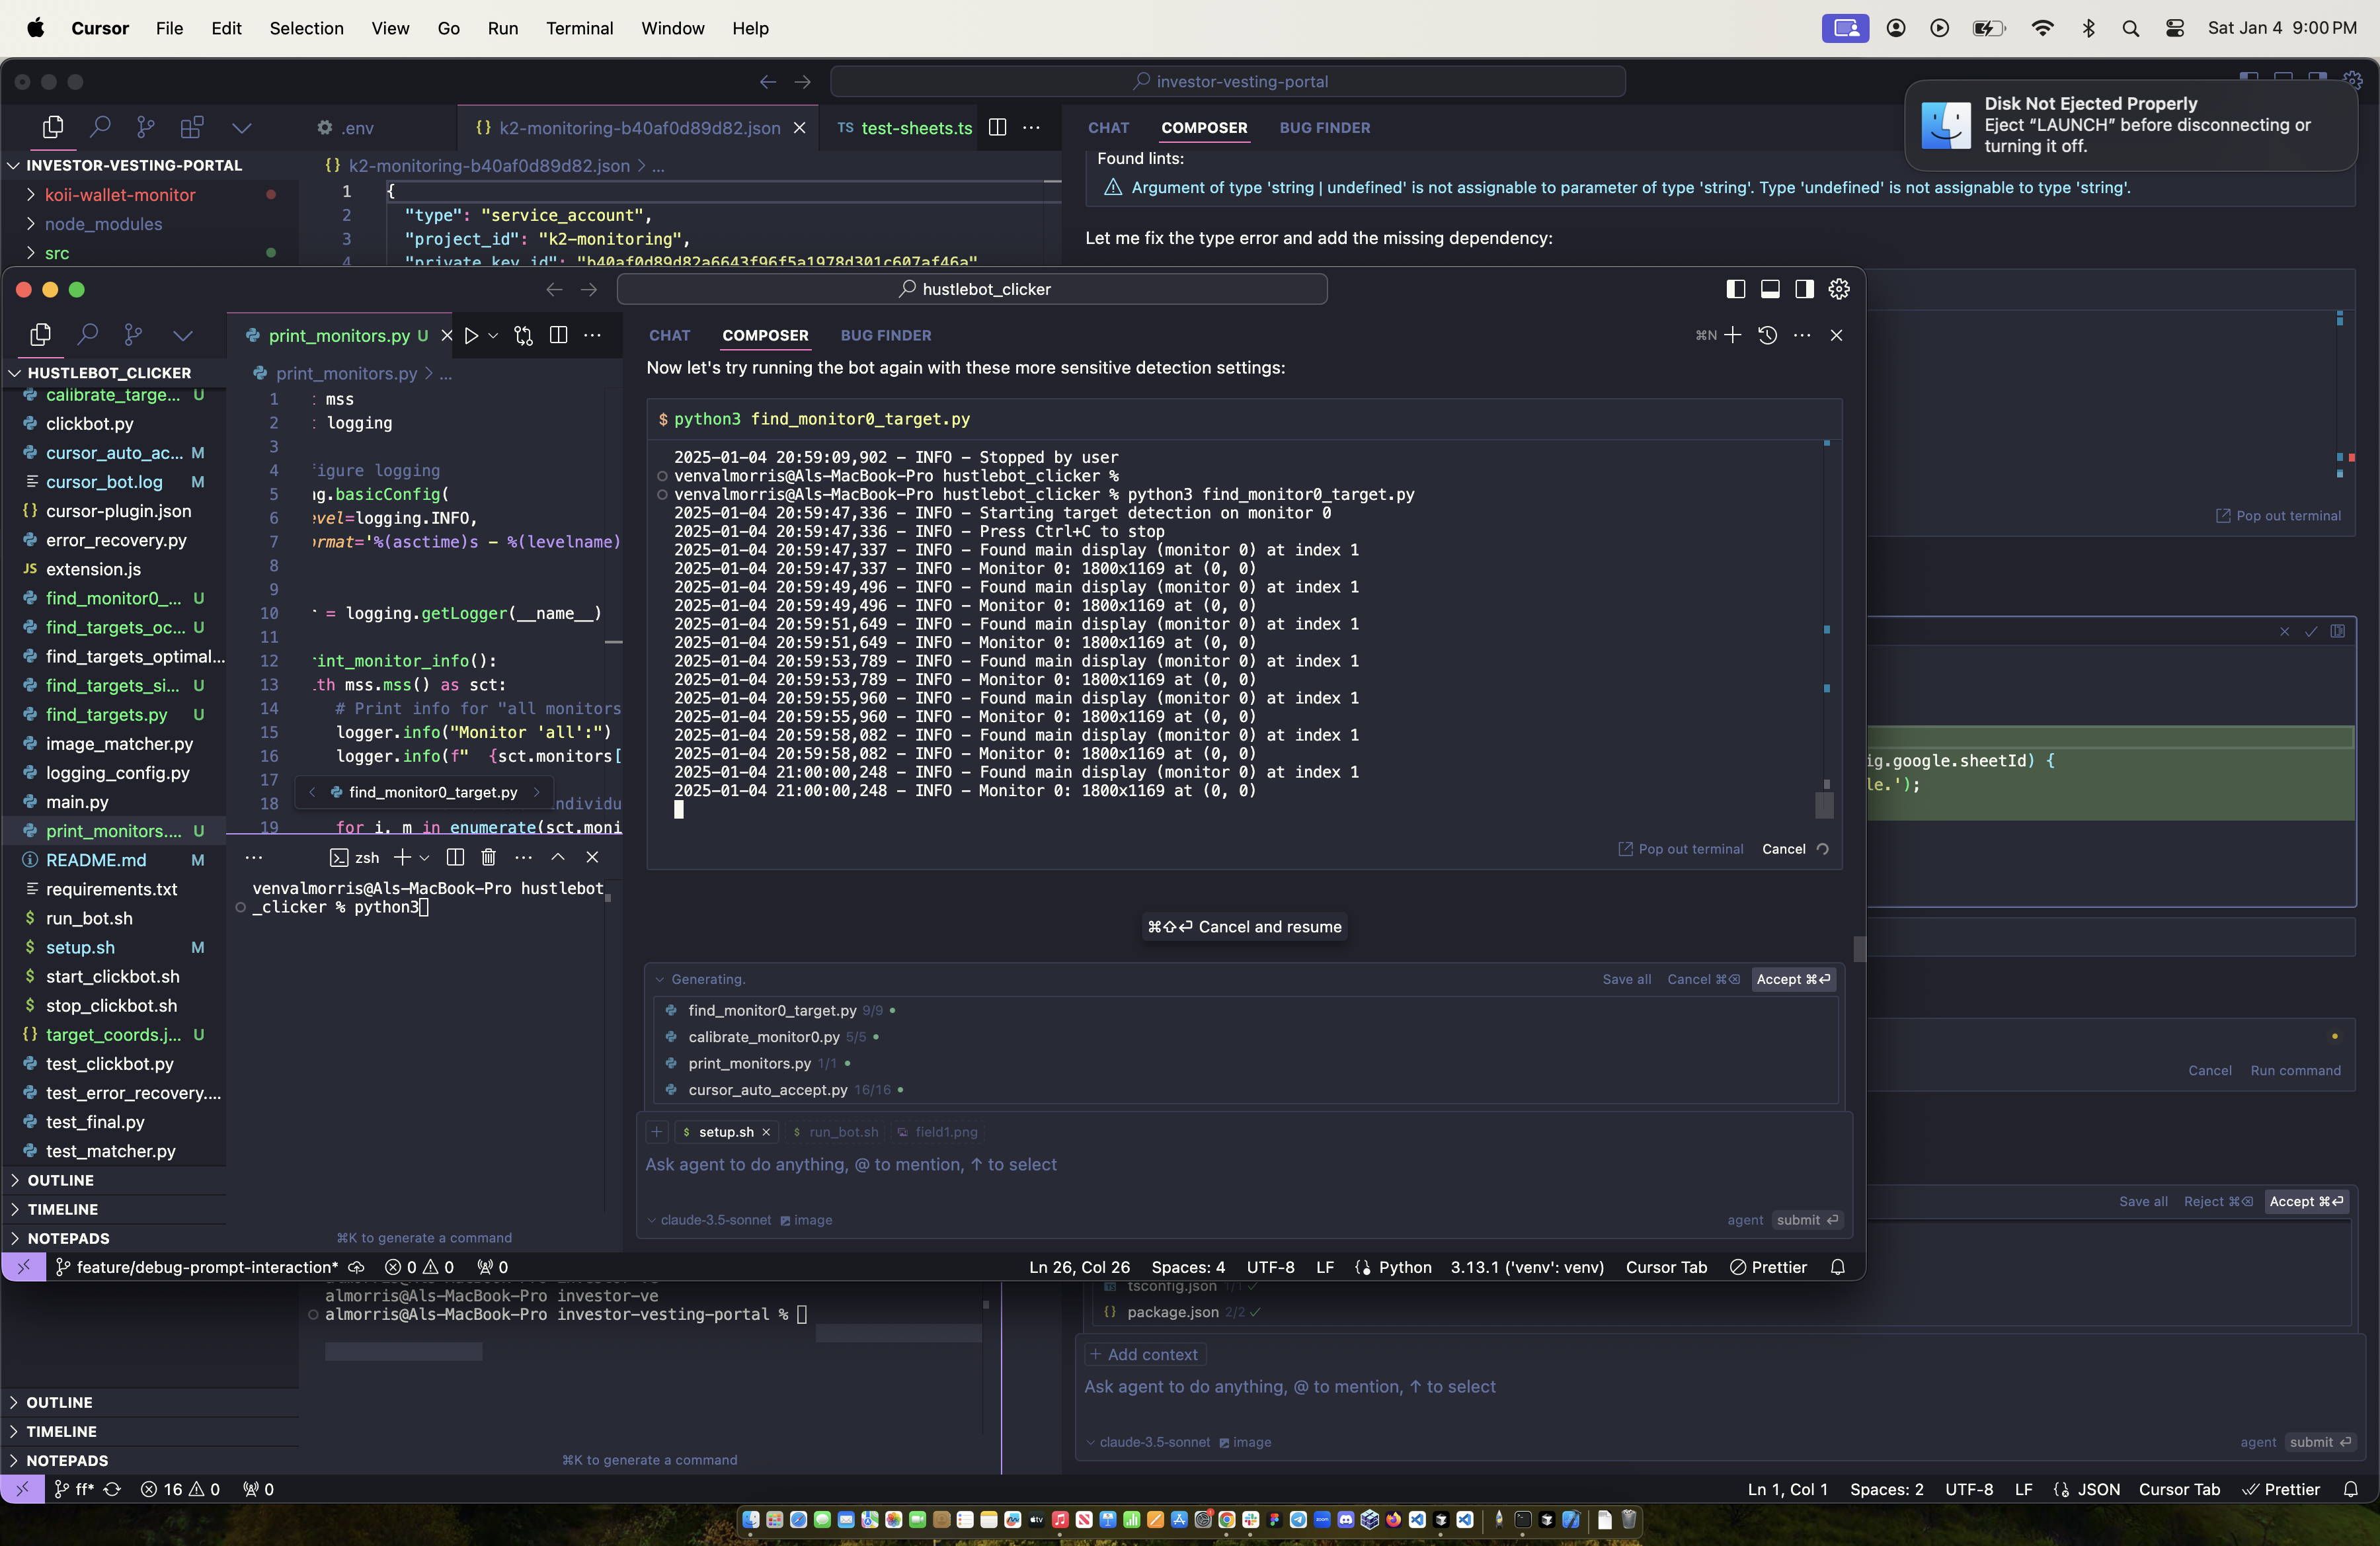 Cursor File Edit Selection View Go Run Terminal Window Help
Sat Jan 4 9:00 PM
investor-vesting-portal
Disk Not Ejected Properly
Eject “LAUNCH” before disconnecting or
turning it off.
.env
{} k2-monitoring-b40af0d89d82.json
TS test-sheets.ts
CHAT COMPOSER BUG FINDER
INVESTOR-VESTING-PORTAL
{} k2-monitoring-b40af0d89d82.json > ...
koii-wallet-monitor
node_modules
src
1 {
2 "type": "service_account",
3 "project_id": "k2-monitoring",
4 "private_key_id": "b40af0d89d82a6643f96f5a1978d301c607af46a"
Found lints:
Argument of type 'string | undefined' is not assignable to parameter of type 'string'. Type 'undefined' is not assignable to type 'string'.
Let me fix the type error and add the missing dependency:
hustlebot_clicker
print_monitors.py U
CHAT COMPOSER BUG FINDER
⌘N
HUSTLEBOT_CLICKER
calibrate_targe... U
clickbot.py
cursor_auto_ac... M
cursor_bot.log M
{} cursor-plugin.json
error_recovery.py
JS extension.js
find_monitor0_... U
find_targets_oc... U
find_targets_optimal...
find_targets_si... U
find_targets.py U
image_matcher.py
logging_config.py
main.py
print_monitors.... U
README.md M
requirements.txt
$ run_bot.sh
$ setup.sh M
$ start_clickbot.sh
$ stop_clickbot.sh
{} target_coords.j... U
test_clickbot.py
test_error_recovery....
test_final.py
test_matcher.py
OUTLINE
TIMELINE
NOTEPADS
print_monitors.py > ...
1 : mss
2 : logging
3
4 figure logging
5 ng.basicConfig(
6 evel=logging.INFO,
7 ormat='%(asctime)s - %(levelname)
8
9
10 r = logging.getLogger(__name__)
11
12 rint_monitor_info():
13 ith mss.mss() as sct:
14 # Print info for "all monitors
15 logger.info("Monitor 'all':")
16 logger.info(f" {sct.monitors[
17
18 individu
19 for i, m in enumerate(sct.moni
find_monitor0_target.py
zsh
venvalmorris@Als-MacBook-Pro hustlebot
_clicker % python3
⌘K to generate a command
Now let's try running the bot again with these more sensitive detection settings:
$ python3 find_monitor0_target.py
2025-01-04 20:59:09,902 - INFO - Stopped by user
venvalmorris@Als-MacBook-Pro hustlebot_clicker %
venvalmorris@Als-MacBook-Pro hustlebot_clicker % python3 find_monitor0_target.py
2025-01-04 20:59:47,336 - INFO - Starting target detection on monitor 0
2025-01-04 20:59:47,336 - INFO - Press Ctrl+C to stop
2025-01-04 20:59:47,337 - INFO - Found main display (monitor 0) at index 1
2025-01-04 20:59:47,337 - INFO - Monitor 0: 1800x1169 at (0, 0)
2025-01-04 20:59:49,496 - INFO - Found main display (monitor 0) at index 1
2025-01-04 20:59:49,496 - INFO - Monitor 0: 1800x1169 at (0, 0)
2025-01-04 20:59:51,649 - INFO - Found main display (monitor 0) at index 1
2025-01-04 20:59:51,649 - INFO - Monitor 0: 1800x1169 at (0, 0)
2025-01-04 20:59:53,789 - INFO - Found main display (monitor 0) at index 1
2025-01-04 20:59:53,789 - INFO - Monitor 0: 1800x1169 at (0, 0)
2025-01-04 20:59:55,960 - INFO - Found main display (monitor 0) at index 1
2025-01-04 20:59:55,960 - INFO - Monitor 0: 1800x1169 at (0, 0)
2025-01-04 20:59:58,082 - INFO - Found main display (monitor 0) at index 1
2025-01-04 20:59:58,082 - INFO - Monitor 0: 1800x1169 at (0, 0)
2025-01-04 21:00:00,248 - INFO - Found main display (monitor 0) at index 1
2025-01-04 21:00:00,248 - INFO - Monitor 0: 1800x1169 at (0, 0)
Pop out terminal Cancel
⌘⇧⏎ Cancel and resume
Generating. Save all Cancel ⌘⌫ Accept ⌘⏎
find_monitor0_target.py 9/9
calibrate_monitor0.py 5/5
print_monitors.py 1/1
cursor_auto_accept.py 16/16
$ setup.sh $ run_bot.sh field1.png
Ask agent to do anything, @ to mention, ↑ to select
claude-3.5-sonnet image agent submit ⏎
feature/debug-prompt-interaction* 0 0 0
Ln 26, Col 26 Spaces: 4 UTF-8 LF Python 3.13.1 ('venv': venv) Cursor Tab Prettier
Pop out terminal
ig.google.sheetId) {
le.');
Cancel Run command
Save all Reject ⌘⌫ Accept ⌘⏎
almorris@Als-MacBook-Pro investor-ve
almorris@Als-MacBook-Pro investor-vesting-portal %
tsconfig.json 1/1
{} package.json 2/2
Add context
Ask agent to do anything, @ to mention, ↑ to select
claude-3.5-sonnet image agent submit ⏎
OUTLINE
TIMELINE
NOTEPADS
⌘K to generate a command
ff* 16 0 0
Ln 1, Col 1 Spaces: 2 UTF-8 LF JSON Cursor Tab Prettier